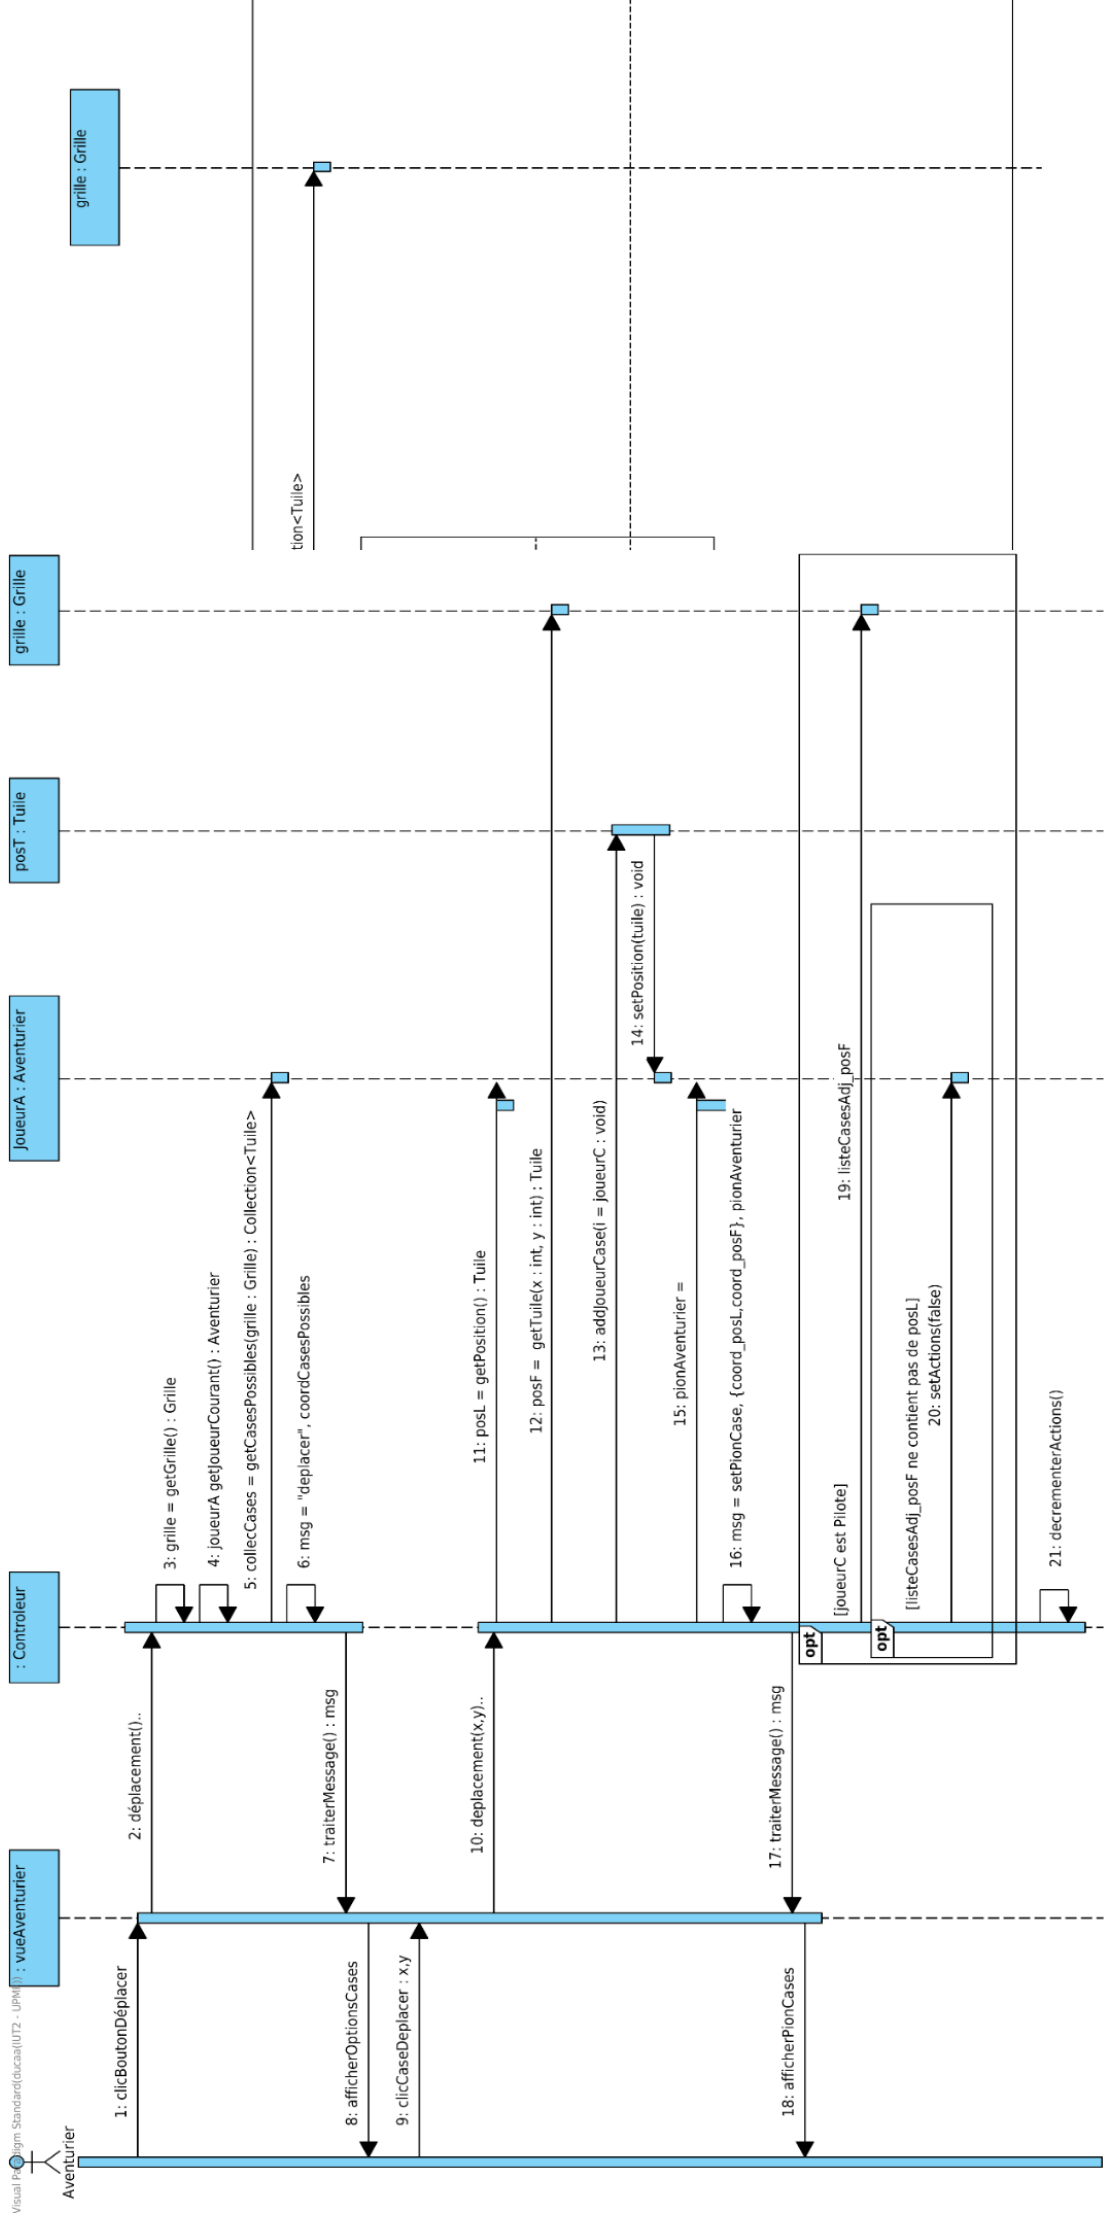 Visual Paradigm Standard(ducaa(IUT2 - UPMF))
Aventurier
: vueAventurier
: Controleur
JoueurA : Aventurier
posT : Tuile
grille : Grille
grille : Grille
1: clicBoutonDéplacer
2: déplacement()..
3: grille = getGrille() : Grille
4: joueurA getJoueurCourant() : Aventurier
5: collecCases = getCasesPossibles(grille : Grille) : Collection<Tuile>
tion<Tuile>
6: msg = "deplacer", coordCasesPossibles
7: traiterMessage() : msg
8: afficherOptionsCases
9: clicCaseDeplacer : x,y
10: deplacement(x,y)..
11: posL = getPosition() : Tuile
12: posF = getTuile(x : int, y : int) : Tuile
13: addJoueurCase(i = joueurC : void)
14: setPosition(tuile) : void
15: pionAventurier =
16: msg = setPionCase, {coord_posL,coord_posF}, pionAventurier
17: traiterMessage() : msg
18: afficherPionCases
opt
[joueurC est Pilote]
19: listeCasesAdj_posF
opt
[listeCasesAdj_posF ne contient pas de posL]
20: setActions(false)
21: decrementerActions()